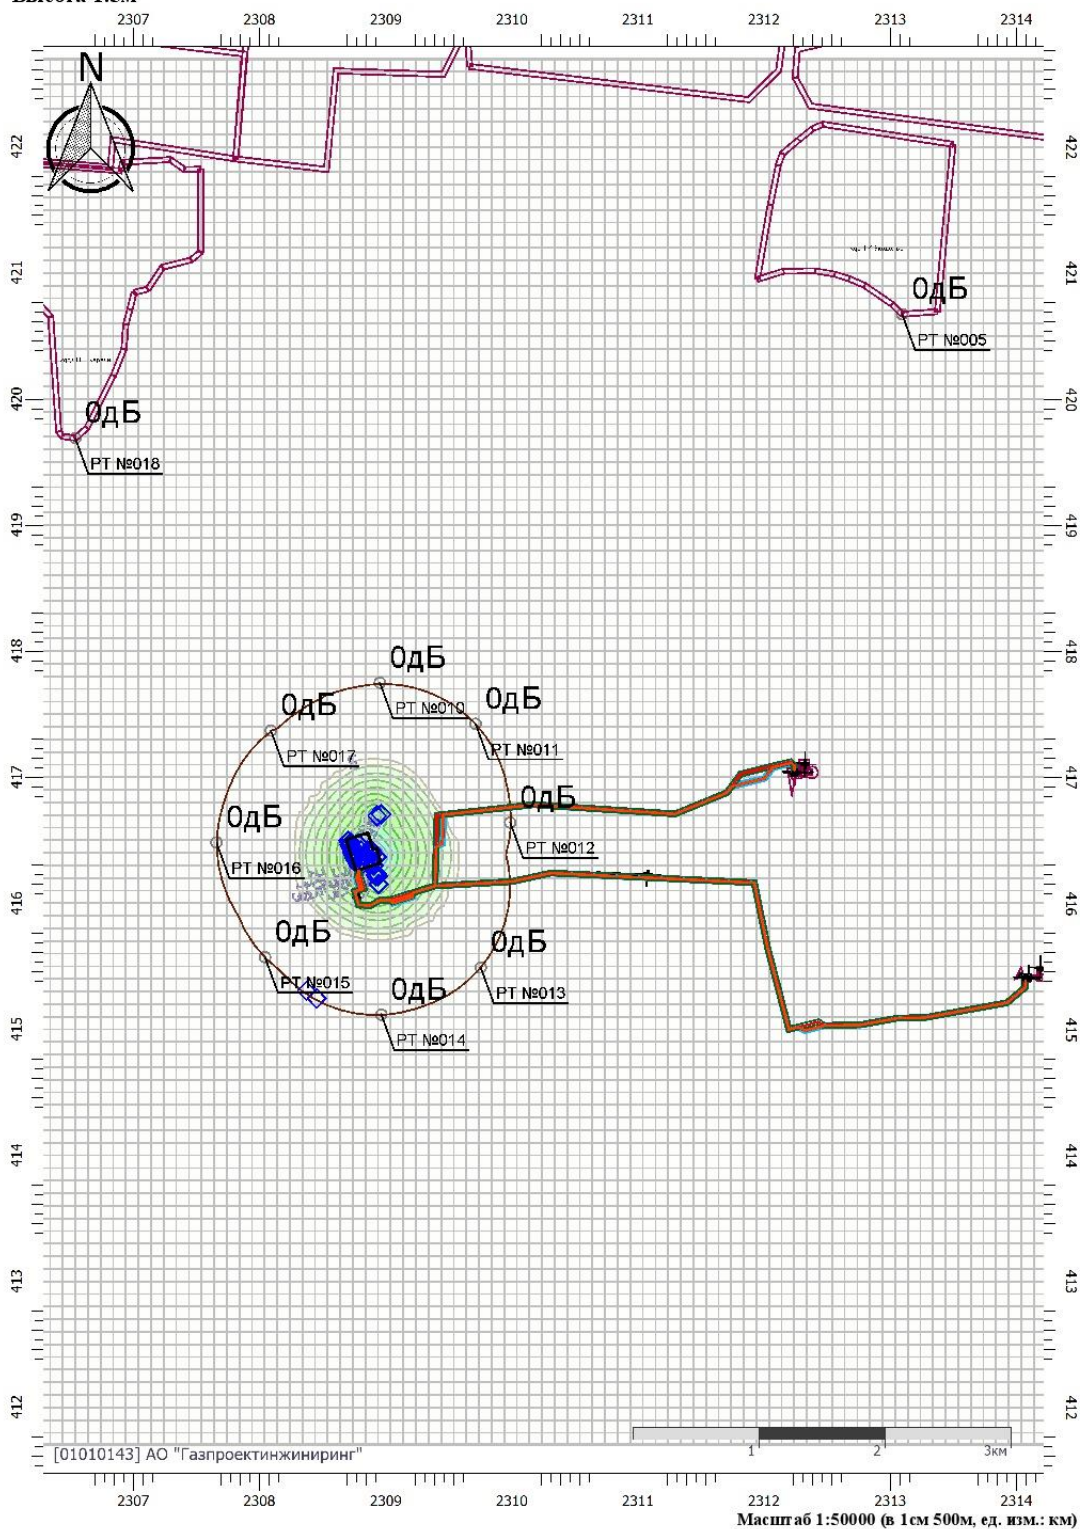 Высота 1.5м
2307 2308 2309 2310 2311 2312 2313 2314
N
422 422
421 421
0дБ
РТ №005
420 420
0дБ
РТ №018
419 419
418 418
0дБ
РТ №010
0дБ
РТ №017
0дБ
РТ №011
417 417
0дБ
РТ №012
0дБ
РТ №016
416 416
0дБ
РТ №015
0дБ
РТ №013
0дБ
РТ №014
415 415
414 414
413 413
412 412
[01010143] АО "Газпроектинжиниринг"
1 2 3км
2307 2308 2309 2310 2311 2312 2313 2314
Масштаб 1:50000 (в 1см 500м, ед. изм.: км)